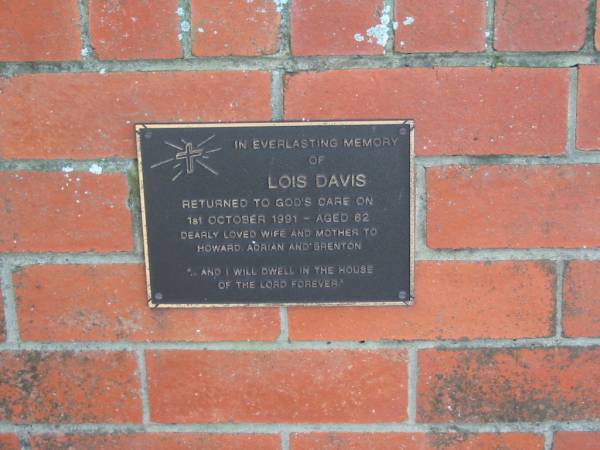 IN EVERLASTING MEMORY
OF
LOIS DAVIS
RETURNED TO GOD'S CARE ON
1st OCTOBER 1991 - AGED 62
DEARLY LOVED WIFE AND MOTHER TO
HOWARD, ADRIAN AND BRENTON
"... AND I WILL DWELL IN THE HOUSE
OF THE LORD FOREVER."